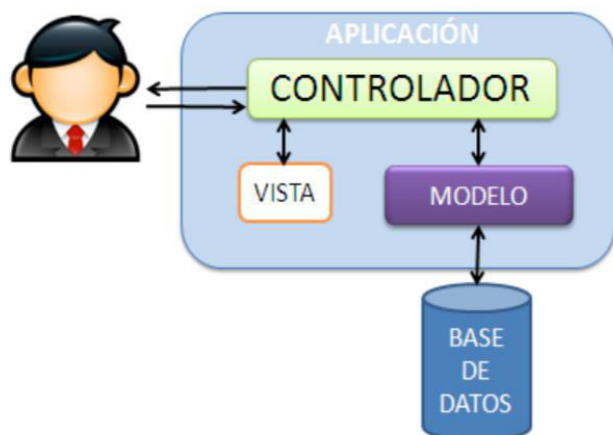 APLICACIÓN
CONTROLADOR
VISTA
MODELO
BASE
DE
DATOS